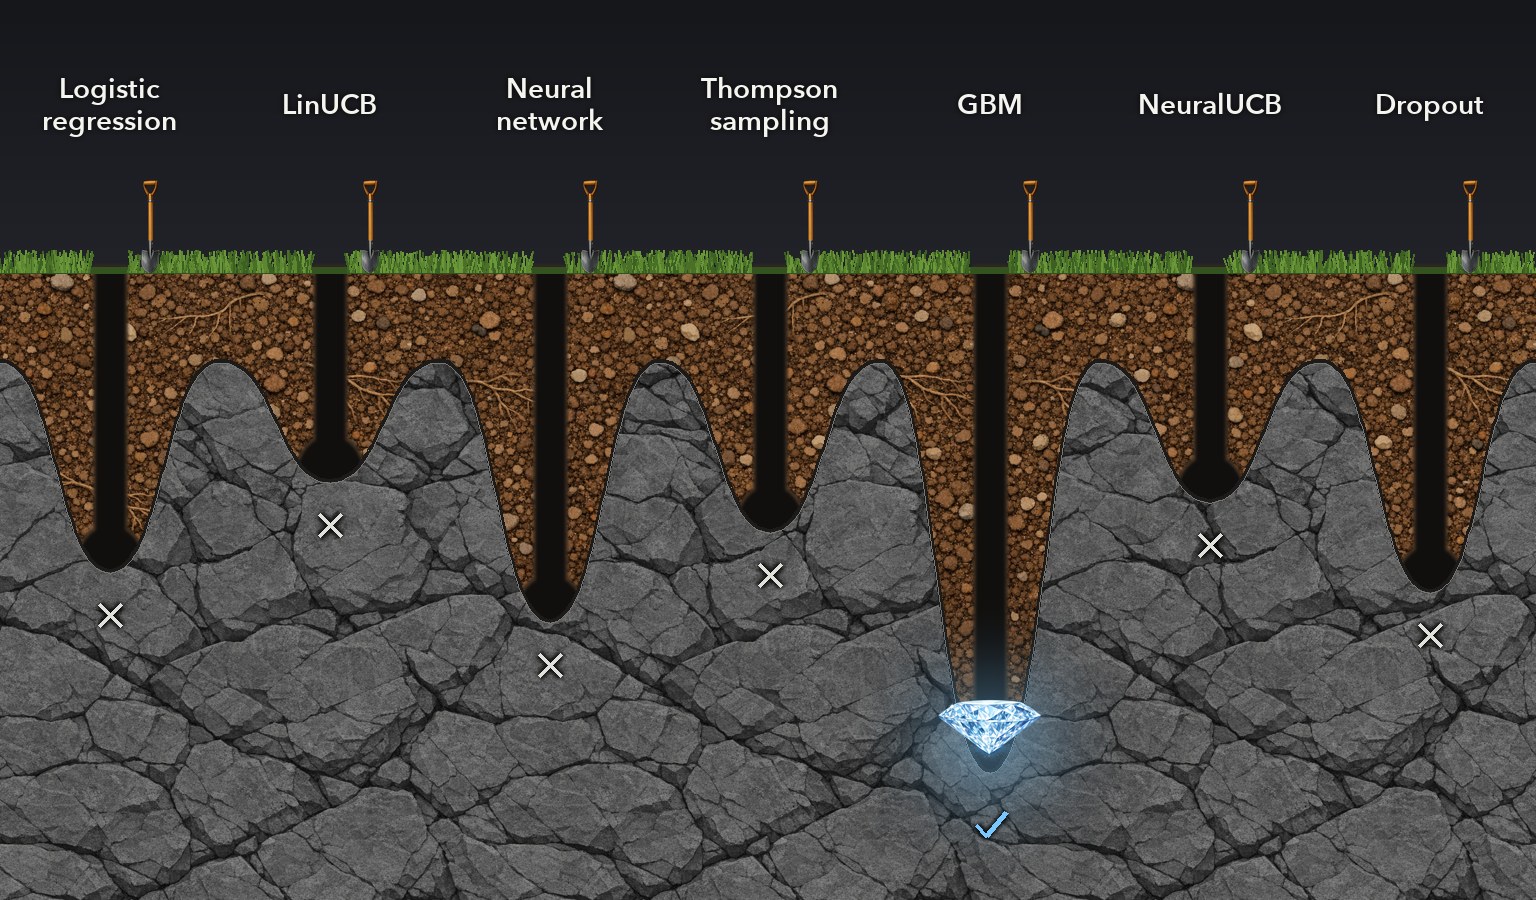 Logistic
regression
LinUCB
Neural
network
Thompson
sampling
GBM
NeuralUCB
Dropout